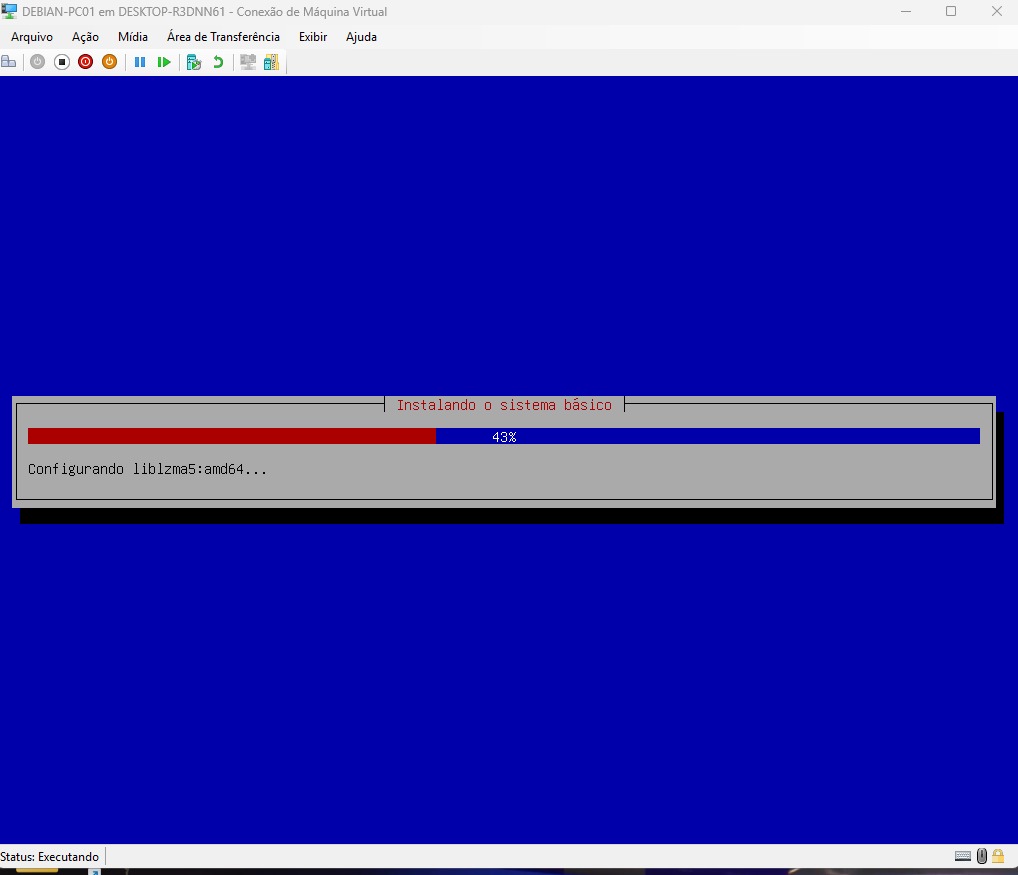 DEBIAN-PC01 em DESKTOP-R3DNN61 - Conexão de Máquina Virtual
Arquivo Ação Mídia Área de Transferência Exibir Ajuda
Instalando o sistema básico
43%
Configurando liblzma5:amd64...
Status: Executando